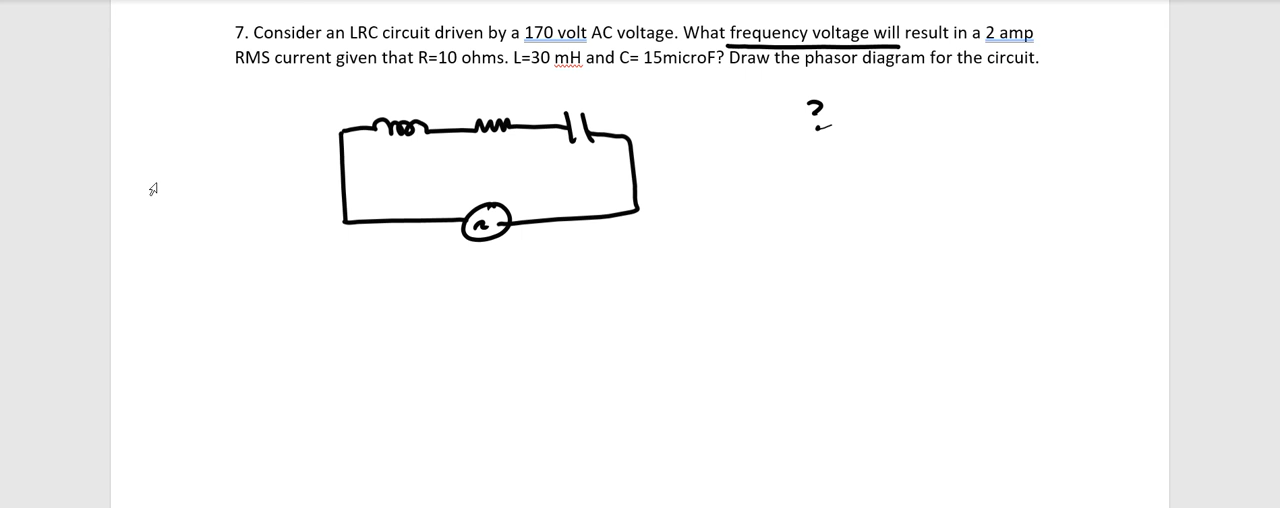 7. Consider an LRC circuit driven by a 170 volt AC voltage. What frequency voltage will result in a 2 amp
RMS current given that R=10 ohms. L=30 mH and C= 15microF? Draw the phasor diagram for the circuit.
?